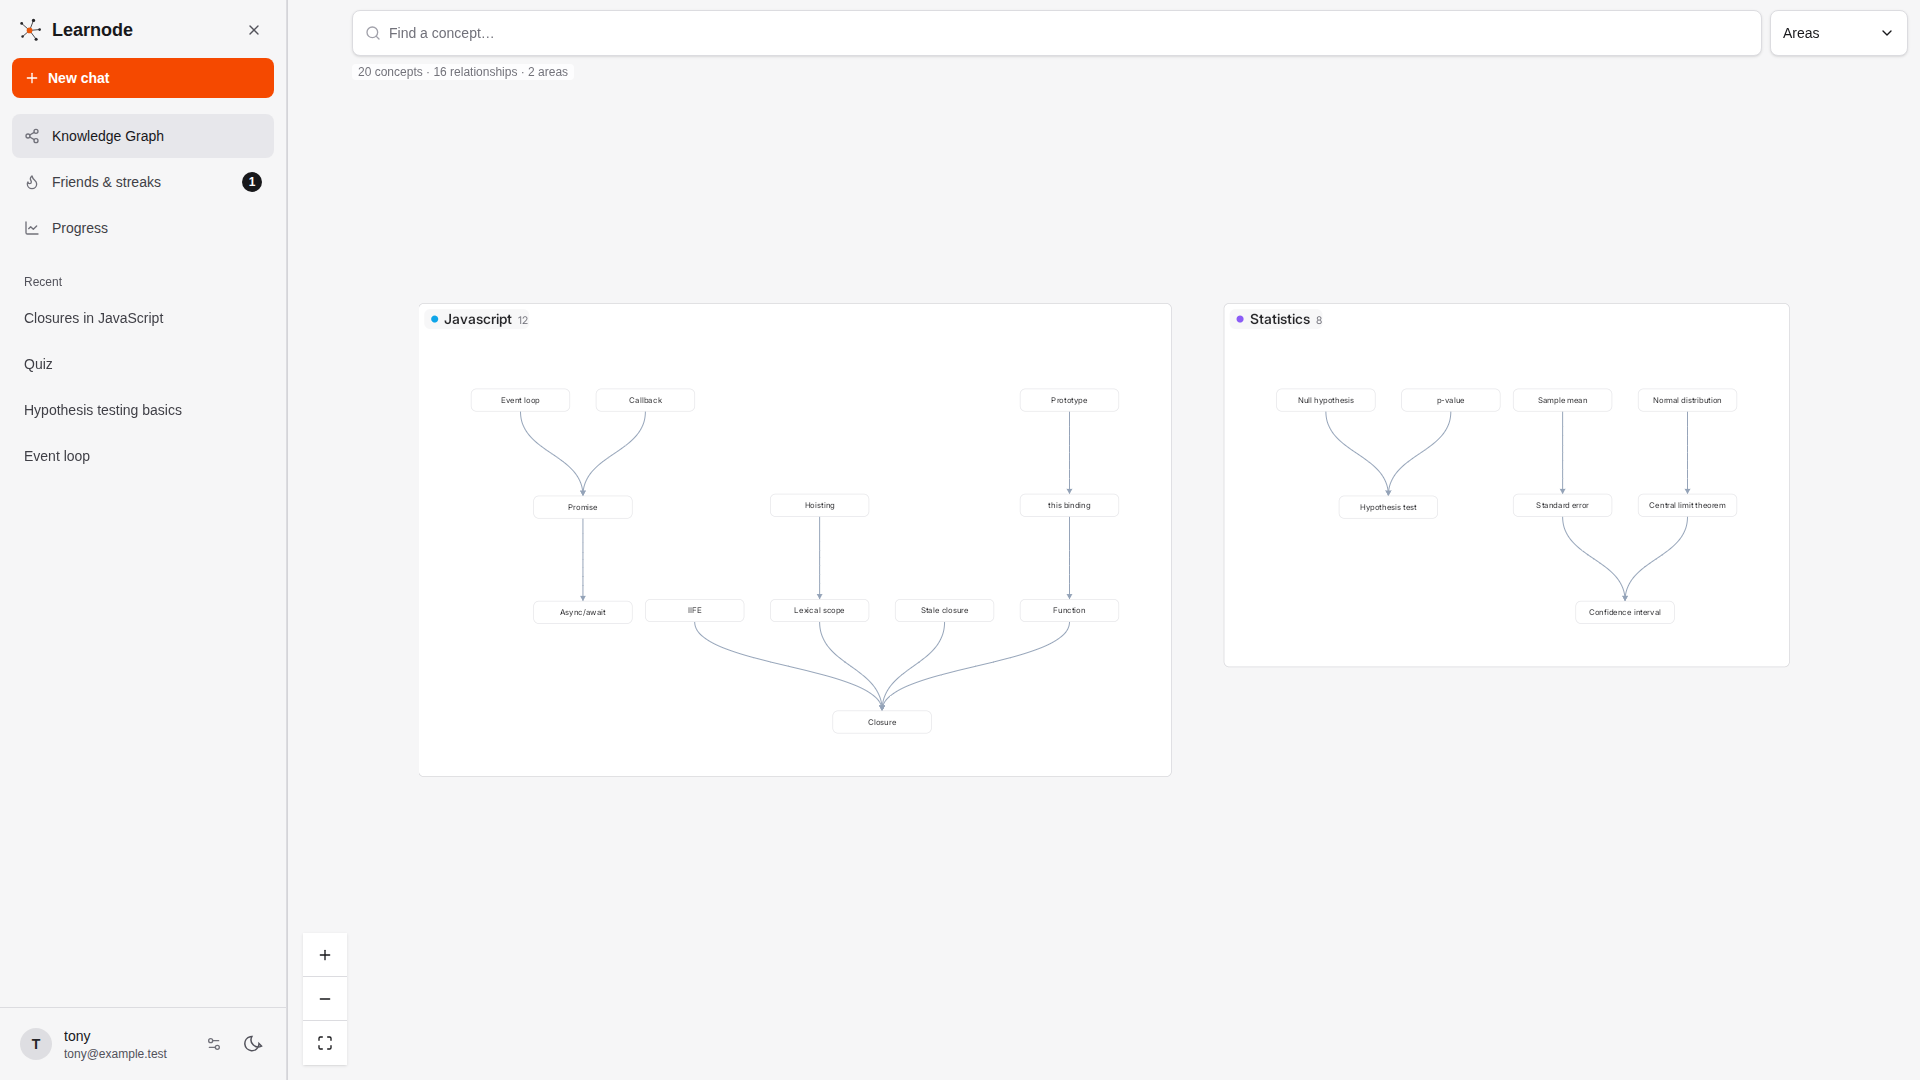 Learnode
New chat
Knowledge Graph
Friends & streaks 1
Progress
Recent
Closures in JavaScript
Quiz
Hypothesis testing basics
Event loop
T
tony
tony@example.test
Find a concept…
Areas
20 concepts · 16 relationships · 2 areas
Javascript 12
Event loop
Callback
Prototype
Promise
Hoisting
this binding
Async/await
IIFE
Lexical scope
Stale closure
Function
Closure
Statistics 8
Null hypothesis
p-value
Sample mean
Normal distribution
Hypothesis test
Standard error
Central limit theorem
Confidence interval